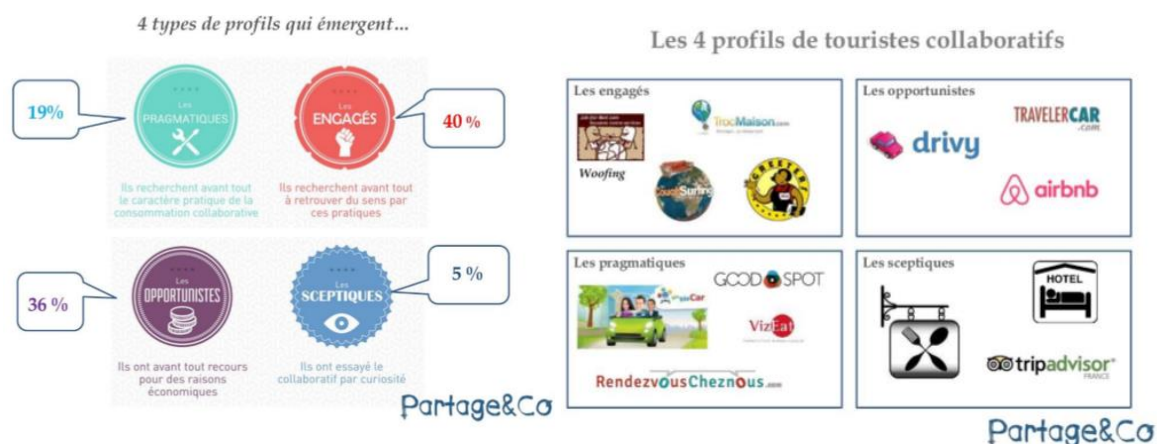 4 types de profils qui émergent...
19%
Les
PRAGMATIQUES
Ils recherchent avant tout
le caractère pratique de la
consommation collaborative
Les
ENGAGÉS
40 %
Ils recherchent avant tout
à retrouver du sens par
ces pratiques
36 %
Les
OPPORTUNISTES
Ils ont avant tout recours
pour des raisons
économiques
Les
SCEPTIQUES
5 %
Ils ont essayé le
collaboratif par curiosité
Partage&Co
Les 4 profils de touristes collaboratifs
Les engagés
Woofing
TrocMaison.com
CouchSurfing
GREETERS
Les opportunistes
drivy
TRAVELERCAR
.com
airbnb
Les pragmatiques
Car
GOOD SPOT
VizEat
RendezvousCheznous.com
Les sceptiques
HOTEL
tripadvisor®
FRANCE
Partage&Co